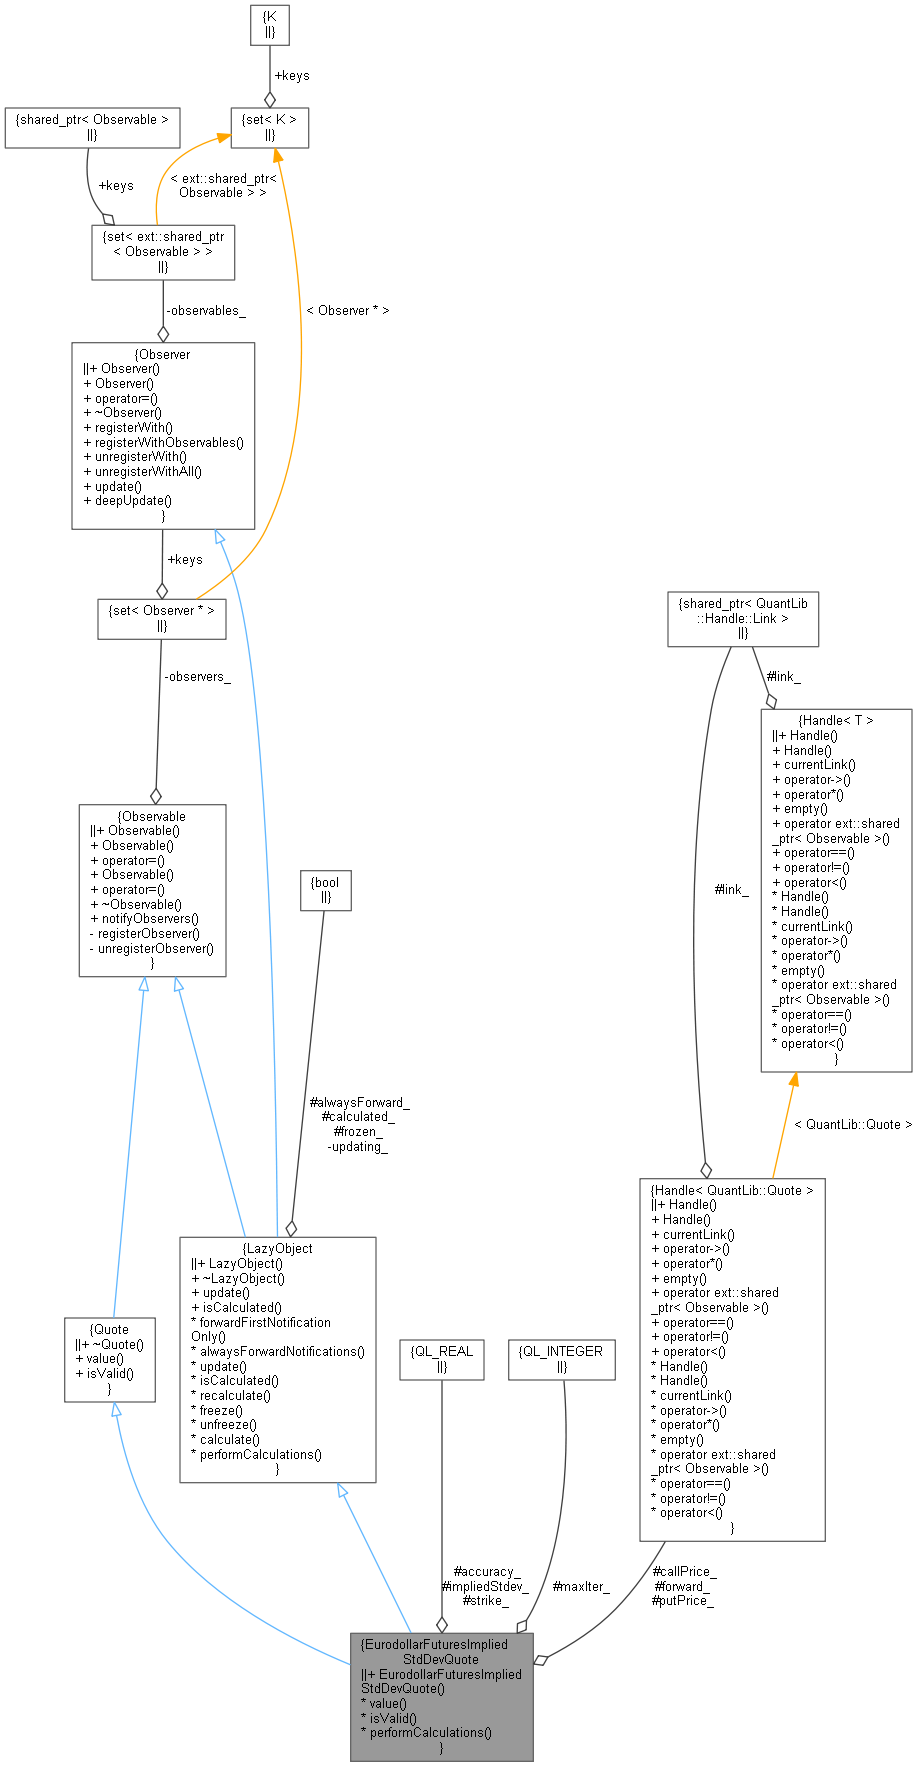 {K
||}
+keys
{shared_ptr< Observable >
||}
{set< K >
||}
+keys
< ext::shared_ptr<
Observable > >
{set< ext::shared_ptr
< Observable > >
||}
-observables_
< Observer * >
{Observer
||+ Observer()
+ Observer()
+ operator=()
+ ~Observer()
+ registerWith()
+ registerWithObservables()
+ unregisterWith()
+ unregisterWithAll()
+ update()
+ deepUpdate()
}
+keys
{set< Observer * >
||}
-observers_
{Observable
||+ Observable()
+ Observable()
+ operator=()
+ Observable()
+ operator=()
+ ~Observable()
+ notifyObservers()
- registerObserver()
- unregisterObserver()
}
{bool
||}
#alwaysForward_
#calculated_
#frozen_
-updating_
{shared_ptr< QuantLib
::Handle::Link >
||}
#link_
#link_
{Handle< T >
||+ Handle()
+ Handle()
+ currentLink()
+ operator->()
+ operator*()
+ empty()
+ operator ext::shared
_ptr< Observable >()
+ operator==()
+ operator!=()
+ operator<()
* Handle()
* Handle()
* currentLink()
* operator->()
* operator*()
* empty()
* operator ext::shared
_ptr< Observable >()
* operator==()
* operator!=()
* operator<()
}
< QuantLib::Quote >
{Handle< QuantLib::Quote >
||+ Handle()
+ Handle()
+ currentLink()
+ operator->()
+ operator*()
+ empty()
+ operator ext::shared
_ptr< Observable >()
+ operator==()
+ operator!=()
+ operator<()
* Handle()
* Handle()
* currentLink()
* operator->()
* operator*()
* empty()
* operator ext::shared
_ptr< Observable >()
* operator==()
* operator!=()
* operator<()
}
{LazyObject
||+ LazyObject()
+ ~LazyObject()
+ update()
+ isCalculated()
* forwardFirstNotification
Only()
* alwaysForwardNotifications()
* update()
* isCalculated()
* recalculate()
* freeze()
* unfreeze()
* calculate()
* performCalculations()
}
{Quote
||+ ~Quote()
+ value()
+ isValid()
}
{QL_REAL
||}
{QL_INTEGER
||}
#accuracy_
#impliedStdev_
#strike_
#maxIter_
#callPrice_
#forward_
#putPrice_
{EurodollarFuturesImplied
StdDevQuote
||+ EurodollarFuturesImplied
StdDevQuote()
* value()
* isValid()
* performCalculations()
}